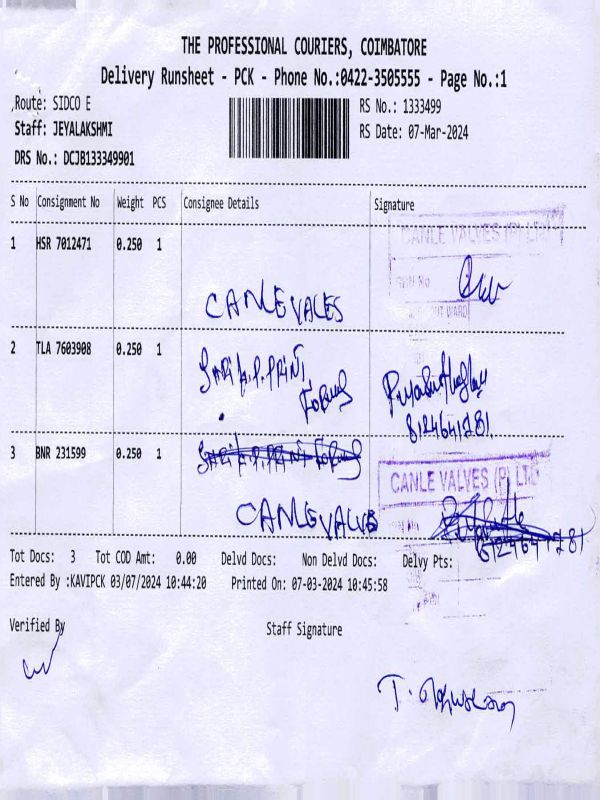 THE PROFESSIONAL COURIERS, COIMBATORE
Delivery Runsheet - PCK - Phone No.:0422-3505555 - Page No.:1
Route: SIDCO E
RS No.: 1333499
Staff: JEYALAKSHMI
RS Date: 07-Mar-2024
DRS No.: DCJB133349901
S No Consignment No Weight PCS Consignee Details Signature
CANLE VALVES (P) LTD
1 HSR 7012471 0.250 1
CANLE VALES
2 TLA 7603908 0.250 1
8124641781
3 BNR 231599 0.250 1
CANLE VALVES (P) LTD
CANLE VALVE
8124641781
Tot Docs: 3 Tot COD Amt: 0.00 Delvd Docs: Non Delvd Docs: Delvy Pts:
Entered By :KAVIPCK 03/07/2024 10:44:20 Printed On: 07-03-2024 10:45:58
Verified By Staff Signature